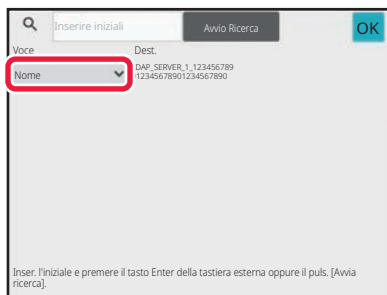 Inserire iniziali
Avvio Ricerca
OK
Voce
Dest.
Nome
DAP_SERVER_1_123456789
12345678901234567890
Inser. l'iniziale e premere il tasto Enter della tastiera esterna oppure il puls. [Avvia
ricerca].